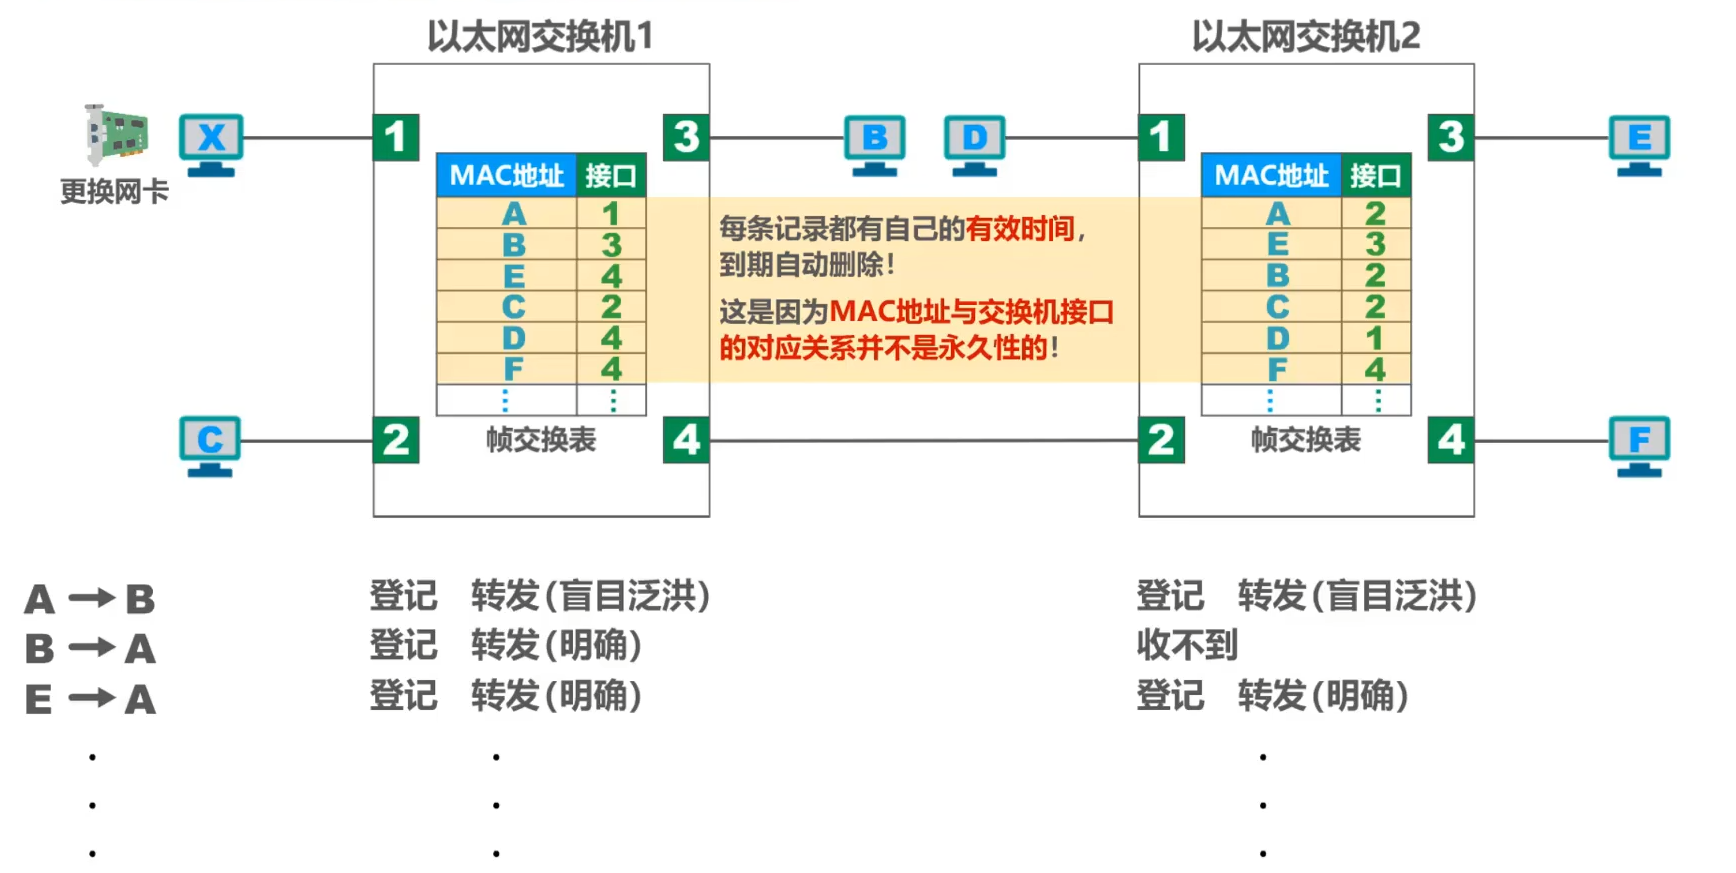 以太网交换机1
以太网交换机2
更换网卡
X
1
3
B
D
1
3
E
MAC地址 接口
A 1
B 3
E 4
C 2
D 4
F 4
⋮ ⋮
帧交换表
每条记录都有自己的有效时间，
到期自动删除！
这是因为MAC地址与交换机接口
的对应关系并不是永久性的！
MAC地址 接口
A 2
E 3
B 2
C 2
D 1
F 4
⋮ ⋮
帧交换表
C
2
4
2
4
F
A → B 登记 转发(盲目泛洪) 登记 转发(盲目泛洪)
B → A 登记 转发(明确) 收不到
E → A 登记 转发(明确) 登记 转发(明确)
. . .
. . .
. . .